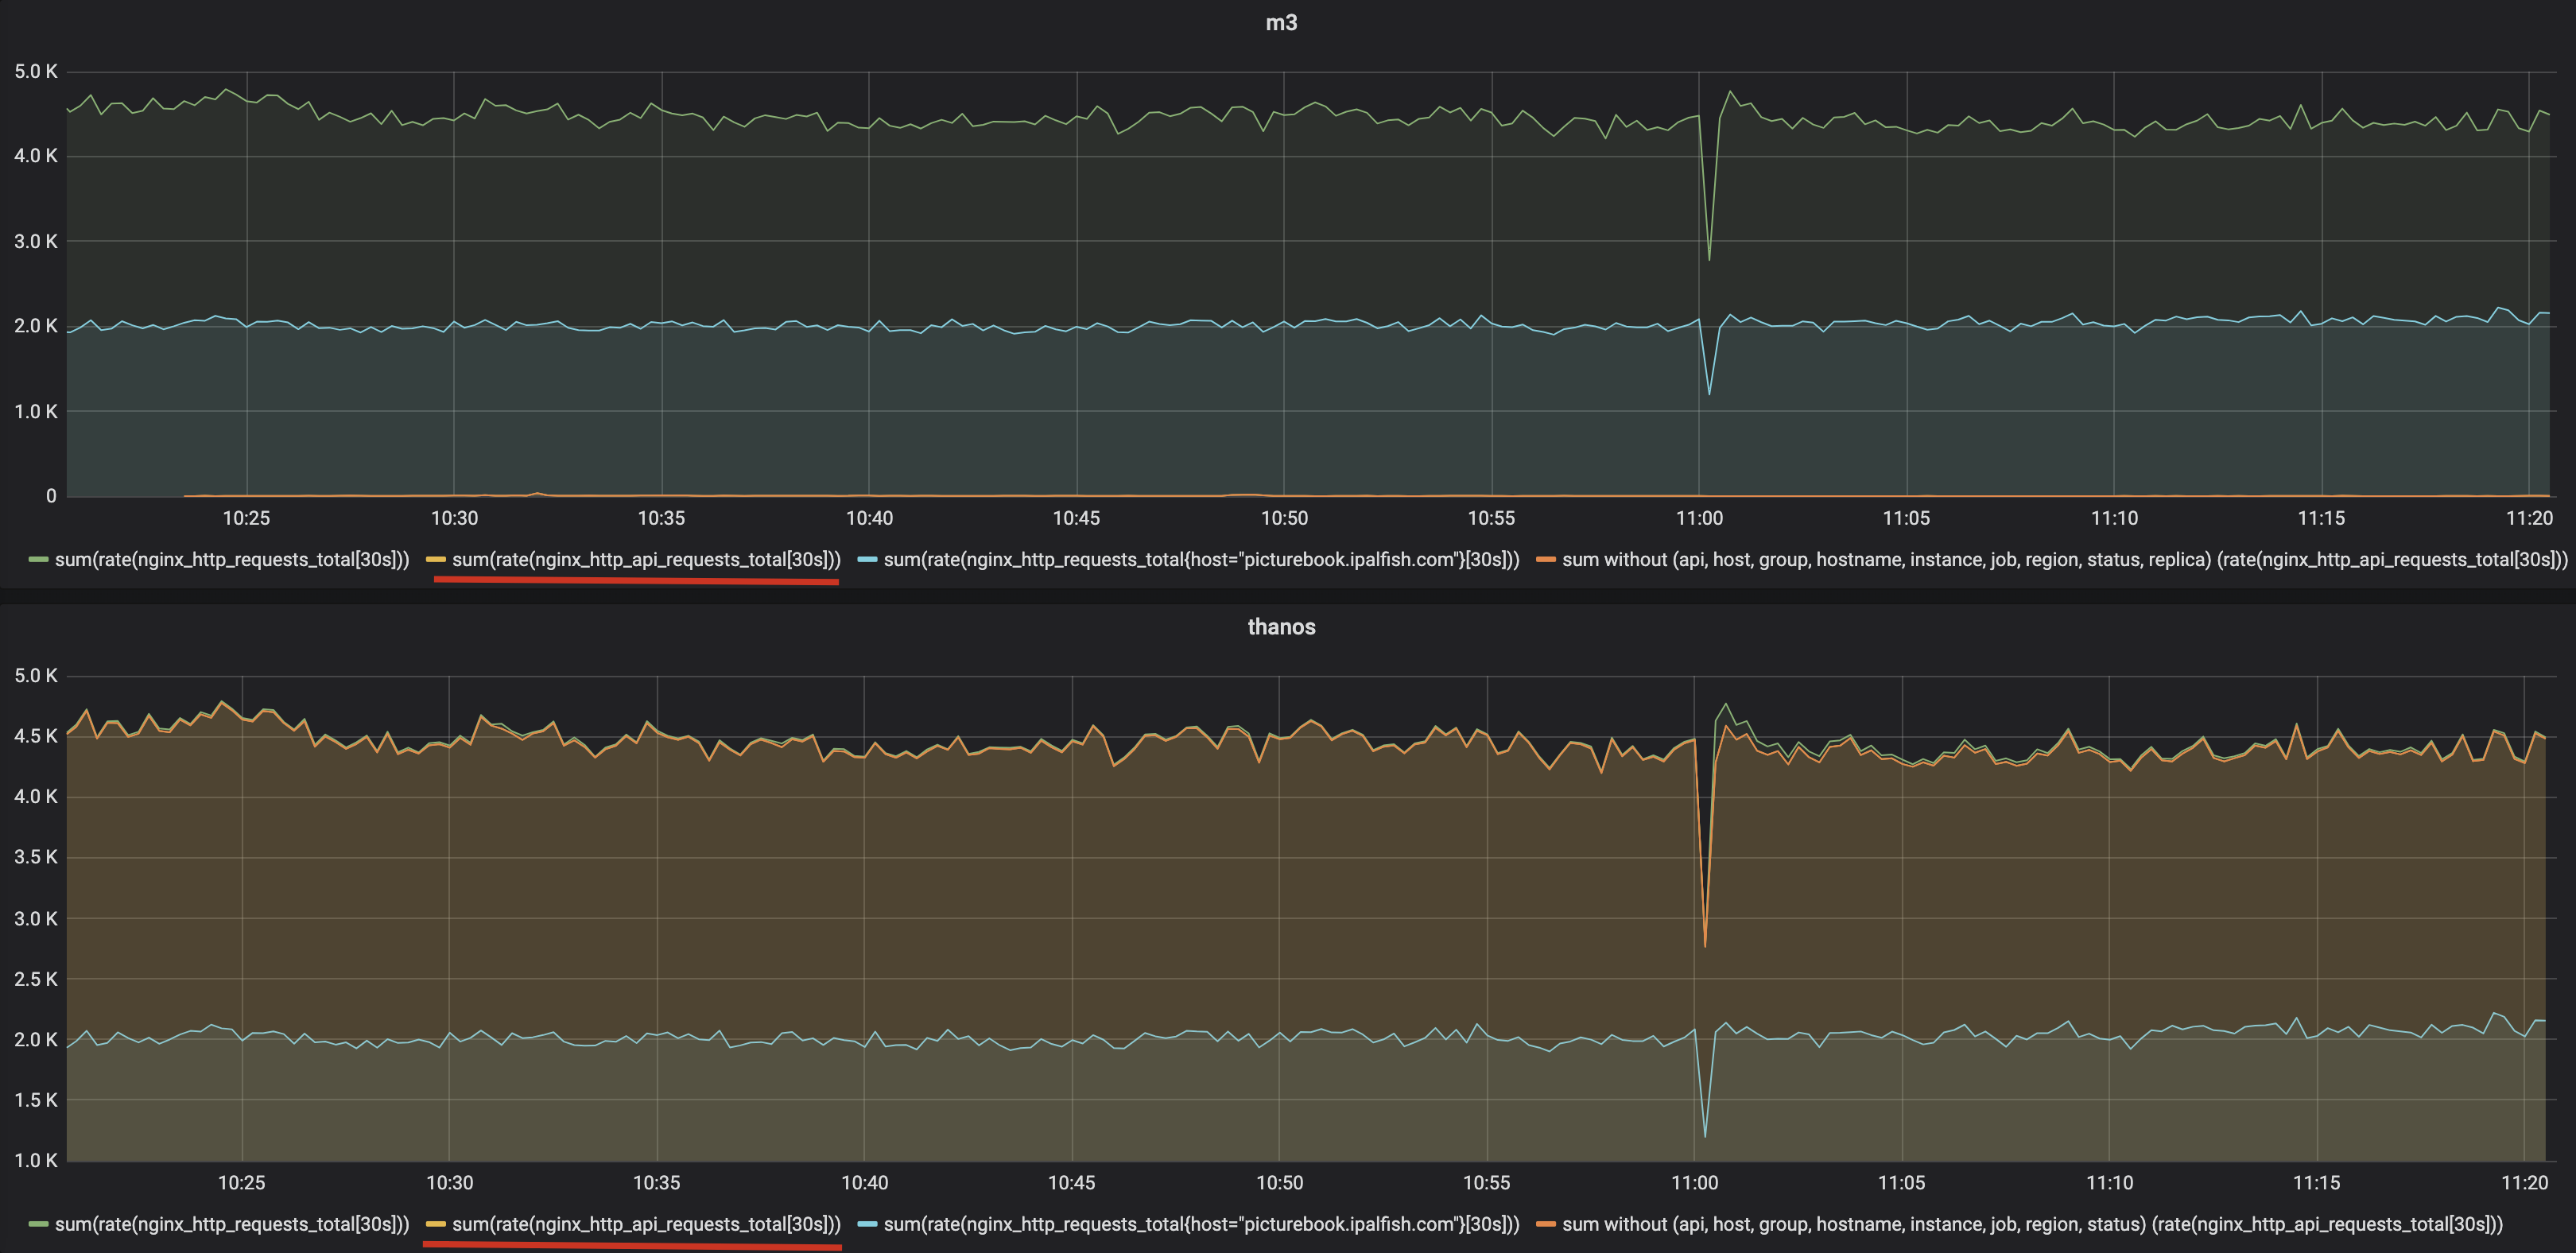 m3
5.0 K
4.0 K
3.0 K
2.0 K
1.0 K
0
10:25 10:30 10:35 10:40 10:45 10:50 10:55 11:00 11:05 11:10 11:15 11:20
sum(rate(nginx_http_requests_total[30s])) sum(rate(nginx_http_api_requests_total[30s])) sum(rate(nginx_http_requests_total{host="picturebook.ipalfish.com"}[30s])) sum without (api, host, group, hostname, instance, job, region, status, replica) (rate(nginx_http_api_requests_total[30s]))
thanos
5.0 K
4.5 K
4.0 K
3.5 K
3.0 K
2.5 K
2.0 K
1.5 K
1.0 K
10:25 10:30 10:35 10:40 10:45 10:50 10:55 11:00 11:05 11:10 11:15 11:20
sum(rate(nginx_http_requests_total[30s])) sum(rate(nginx_http_api_requests_total[30s])) sum(rate(nginx_http_requests_total{host="picturebook.ipalfish.com"}[30s])) sum without (api, host, group, hostname, instance, job, region, status) (rate(nginx_http_api_requests_total[30s]))